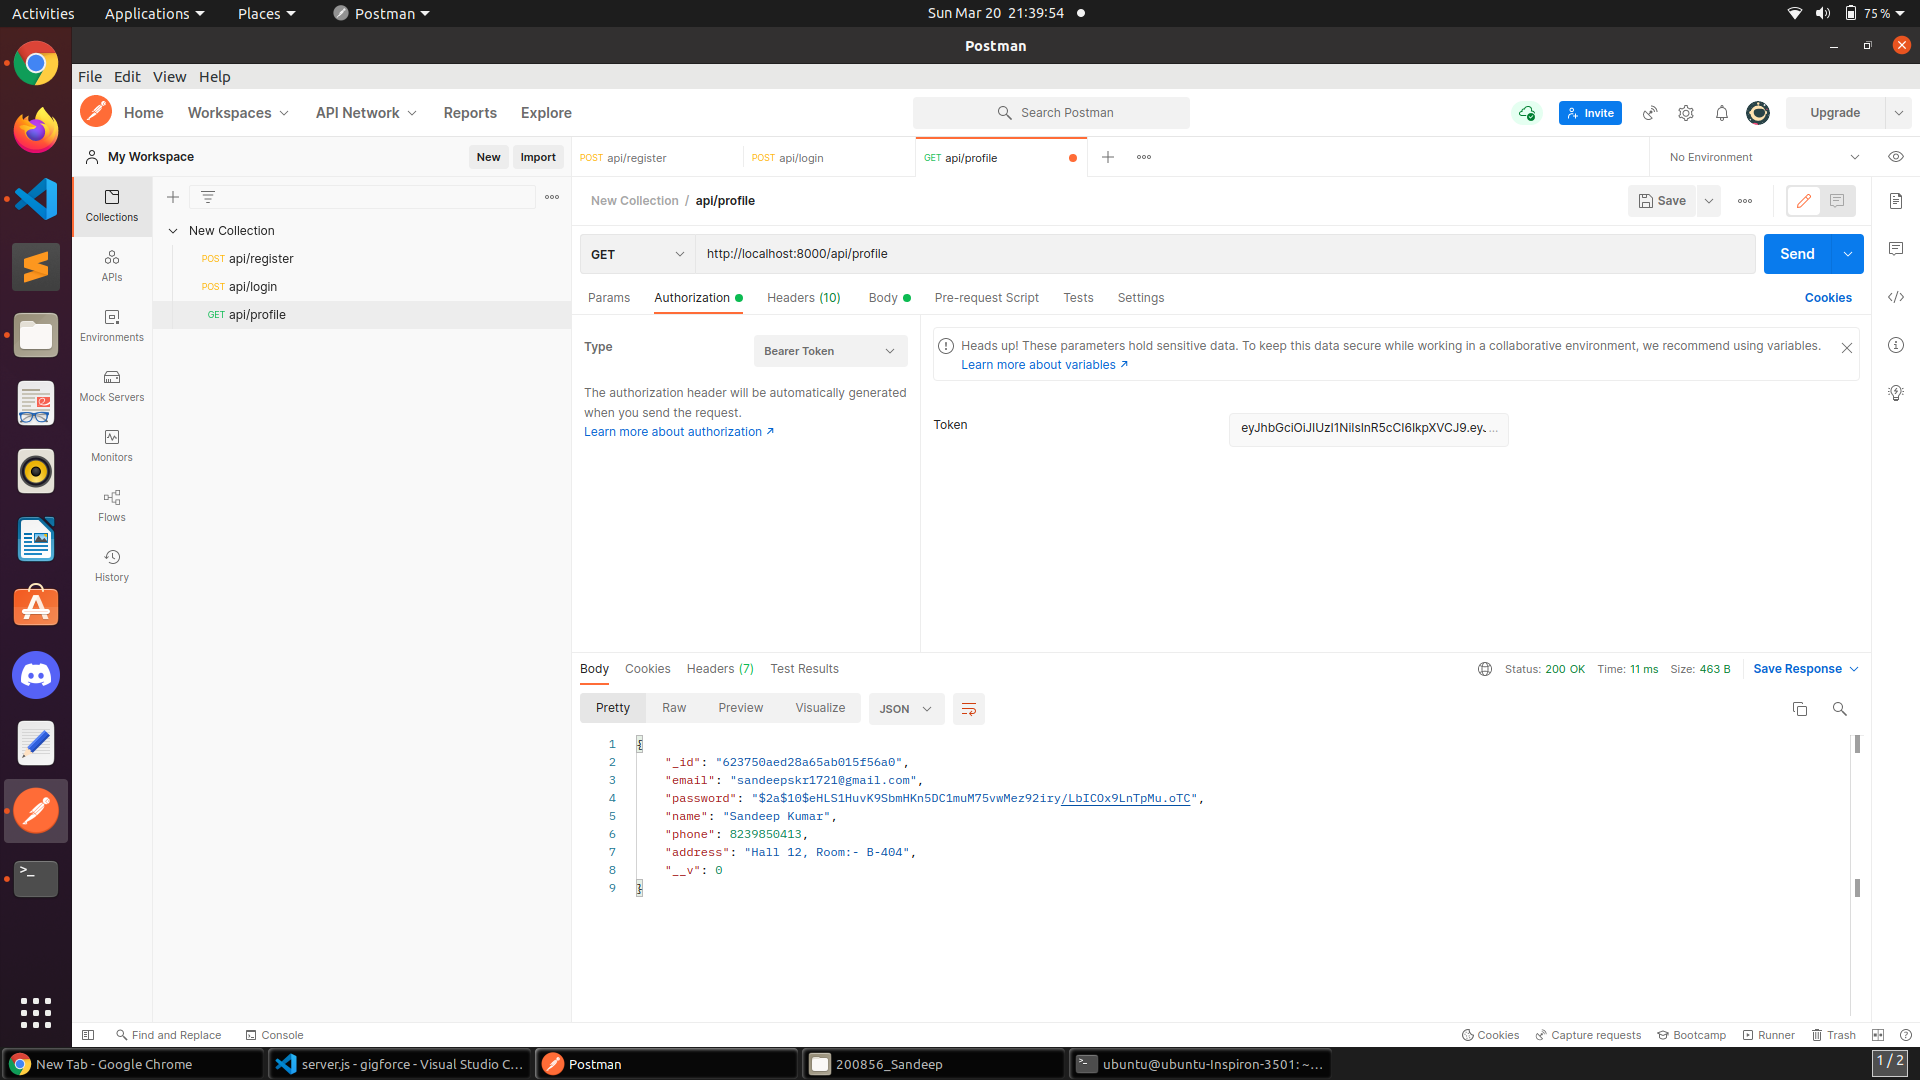 Activities Applications Places Postman Sun Mar 20 21:39:54 75 %
Postman
File Edit View Help
Home Workspaces API Network Reports Explore Search Postman Invite Upgrade
My Workspace New Import POST api/register POST api/login GET api/profile No Environment
New Collection / api/profile Save
Collections
APIs
Environments
Mock Servers
Monitors
Flows
History
New Collection
POST api/register
POST api/login
GET api/profile
GET http://localhost:8000/api/profile Send
Params Authorization Headers (10) Body Pre-request Script Tests Settings Cookies
Type Bearer Token
The authorization header will be automatically generated
when you send the request.
Learn more about authorization ↗
Heads up! These parameters hold sensitive data. To keep this data secure while working in a collaborative environment, we recommend using variables.
Learn more about variables ↗
Token
Body Cookies Headers (7) Test Results Status: 200 OK Time: 11 ms Size: 463 B Save Response
Pretty Raw Preview Visualize JSON
1 {
2 "_id": "623750aed28a65ab015f56a0",
3 "email": "sandeepskr1721@gmail.com",
4 "password": "$2a$10$eHLS1HuvK9SbmHKn5DC1muM75vwMez92iry/LbICOx9LnTpMu.oTC",
5 "name": "Sandeep Kumar",
6 "phone": 8239850413,
7 "address": "Hall 12, Room:- B-404",
8 "__v": 0
9 }
Find and Replace Console Cookies Capture requests Bootcamp Runner Trash
New Tab - Google Chrome server.js - gigforce - Visual Studio C... Postman 200856_Sandeep ubuntu@ubuntu-Inspiron-3501: ~... 1 / 2